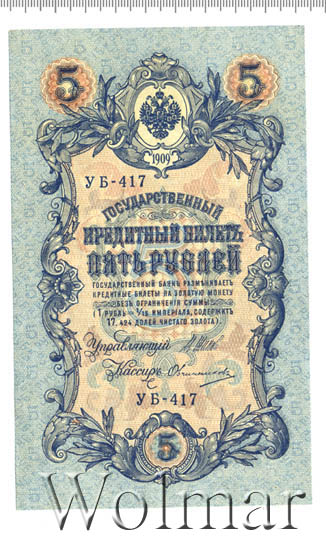 5 5
1909
УБ-417
ГОСУДАРСТВЕННЫЙ
КРЕДИТНЫЙ БИЛЕТЪ
ПЯТЬ РУБЛЕЙ
ГОСУДАРСТВЕННЫЙ БАНКЪ РАЗМѢНИВАЕТЪ
КРЕДИТНЫЕ БИЛЕТЫ НА ЗОЛОТУЮ МОНЕТУ
БЕЗЪ ОГРАНИЧЕНІЯ СУММЫ
(1 РУБЛЬ = 1/15 ИМПЕРІАЛА, СОДЕРЖИТЪ
17,424 ДОЛЕЙ ЧИСТАГО ЗОЛОТА).
Управляющій
Кассиръ Овчинниковъ
УБ-417
5
Wolmar